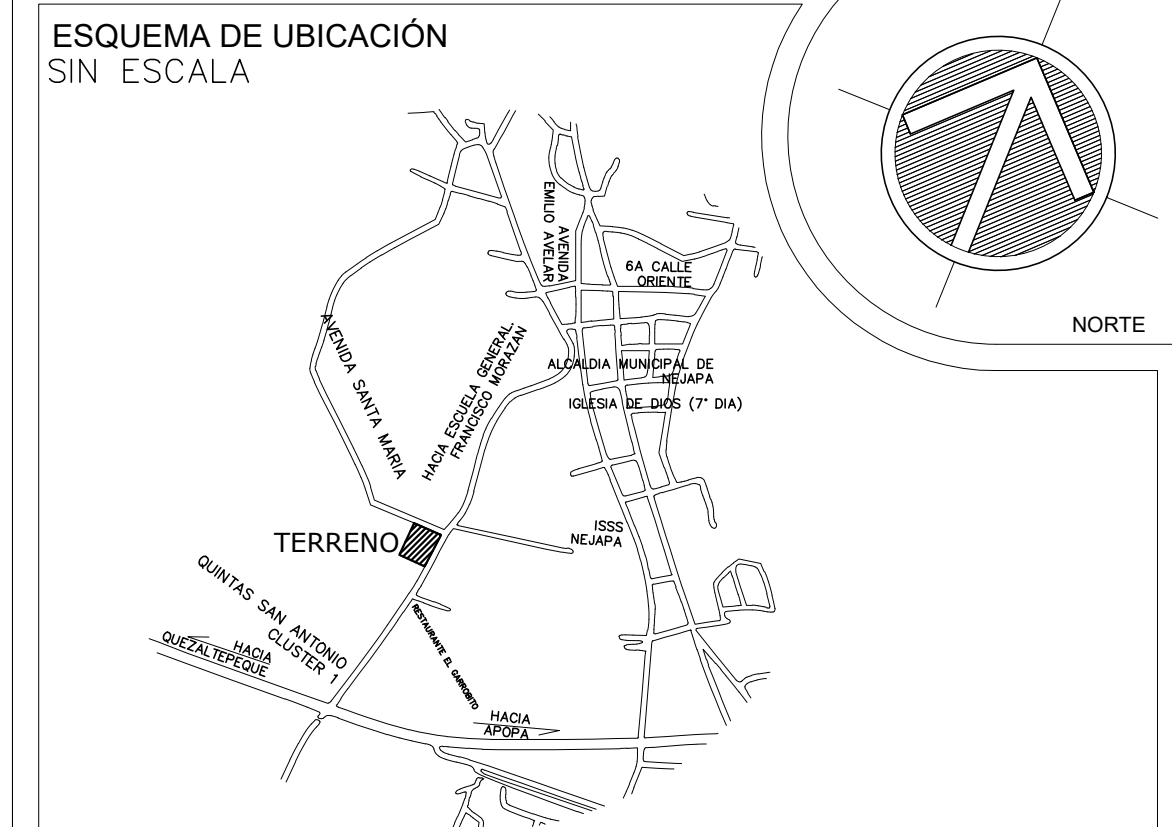 ESQUEMA DE UBICACIÓN
SIN ESCALA
NORTE
AVENIDA
EMILIO AVELAR
6A CALLE
ORIENTE
AVENIDA SANTA MARIA
HACIA ESCUELA GENERAL.
FRANCISCO MORAZAN
ALCALDIA MUNICIPAL DE
NEJAPA
IGLESIA DE DIOS (7° DIA)
ISSS
NEJAPA
TERRENO
QUINTAS SAN ANTONIO
CLUSTER 1
HACIA
QUEZALTEPEQUE
RESTAURANTE EL GARROBITO
HACIA
APOPA